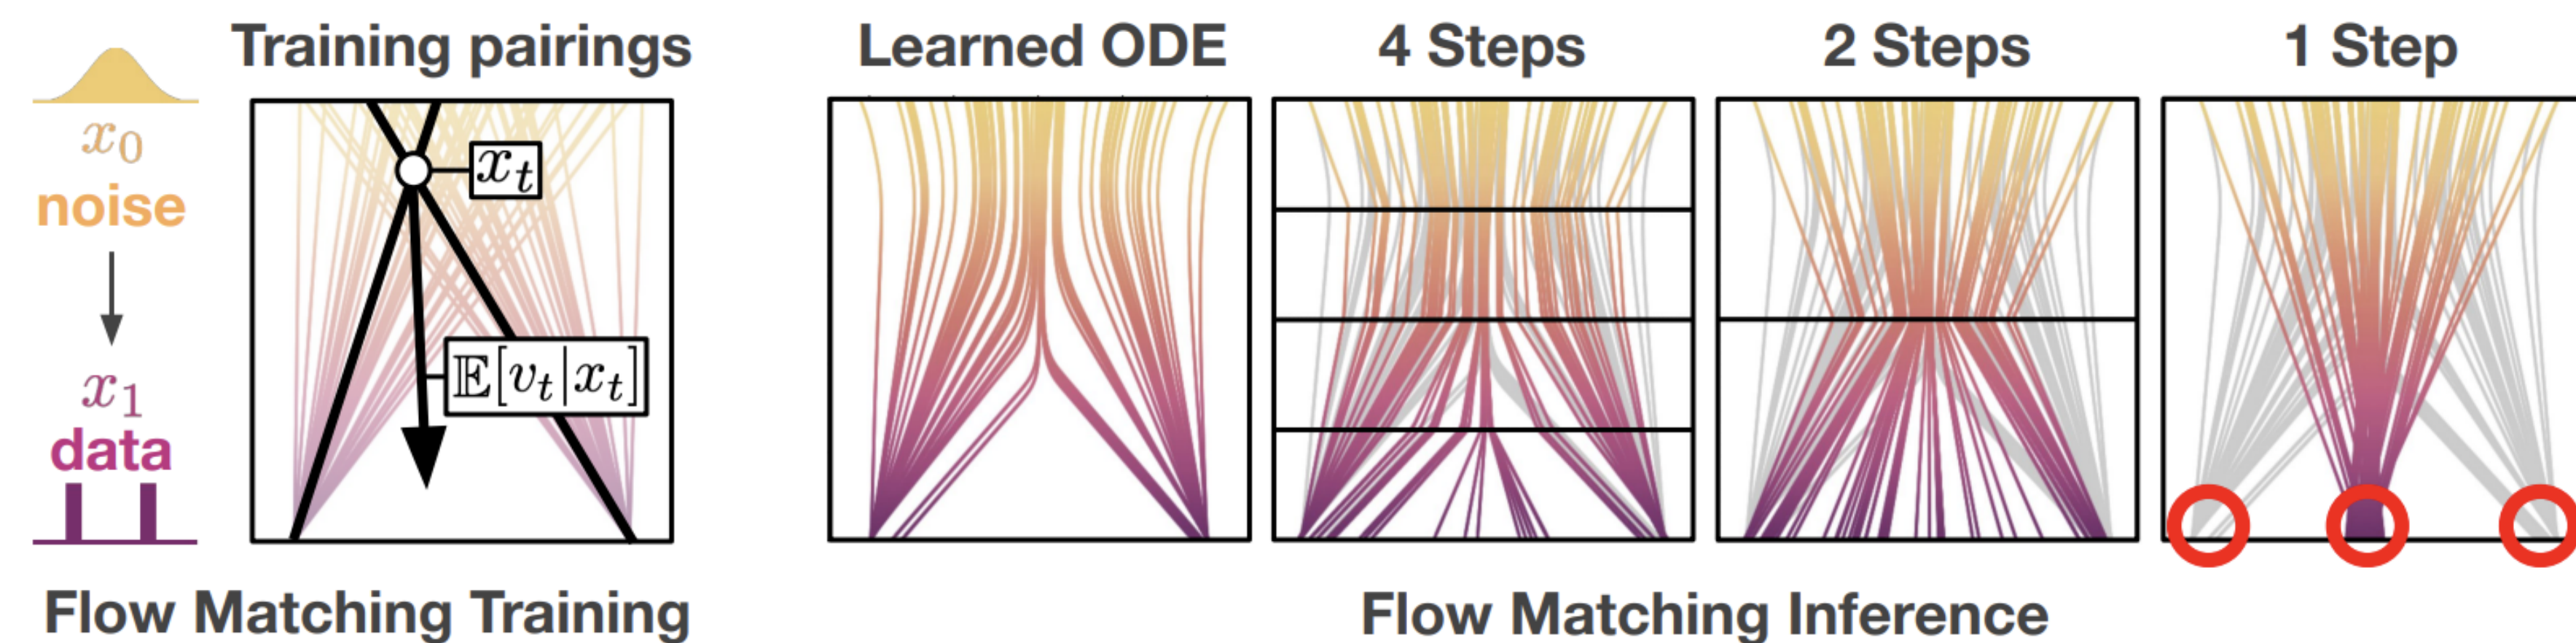 Training pairings
Learned ODE
4 Steps
2 Steps
1 Step
x₀
noise
x₁
data
xₜ
𝔼[vₜ|xₜ]
Flow Matching Training
Flow Matching Inference